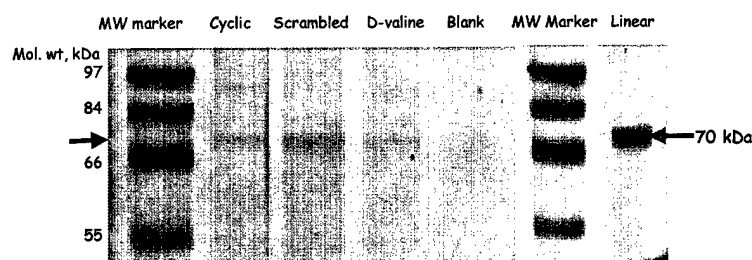 MW marker Cyclic Scrambled D-valine Blank MW Marker Linear
Mol. wt, kDa
97
84
70 kDa
66
55